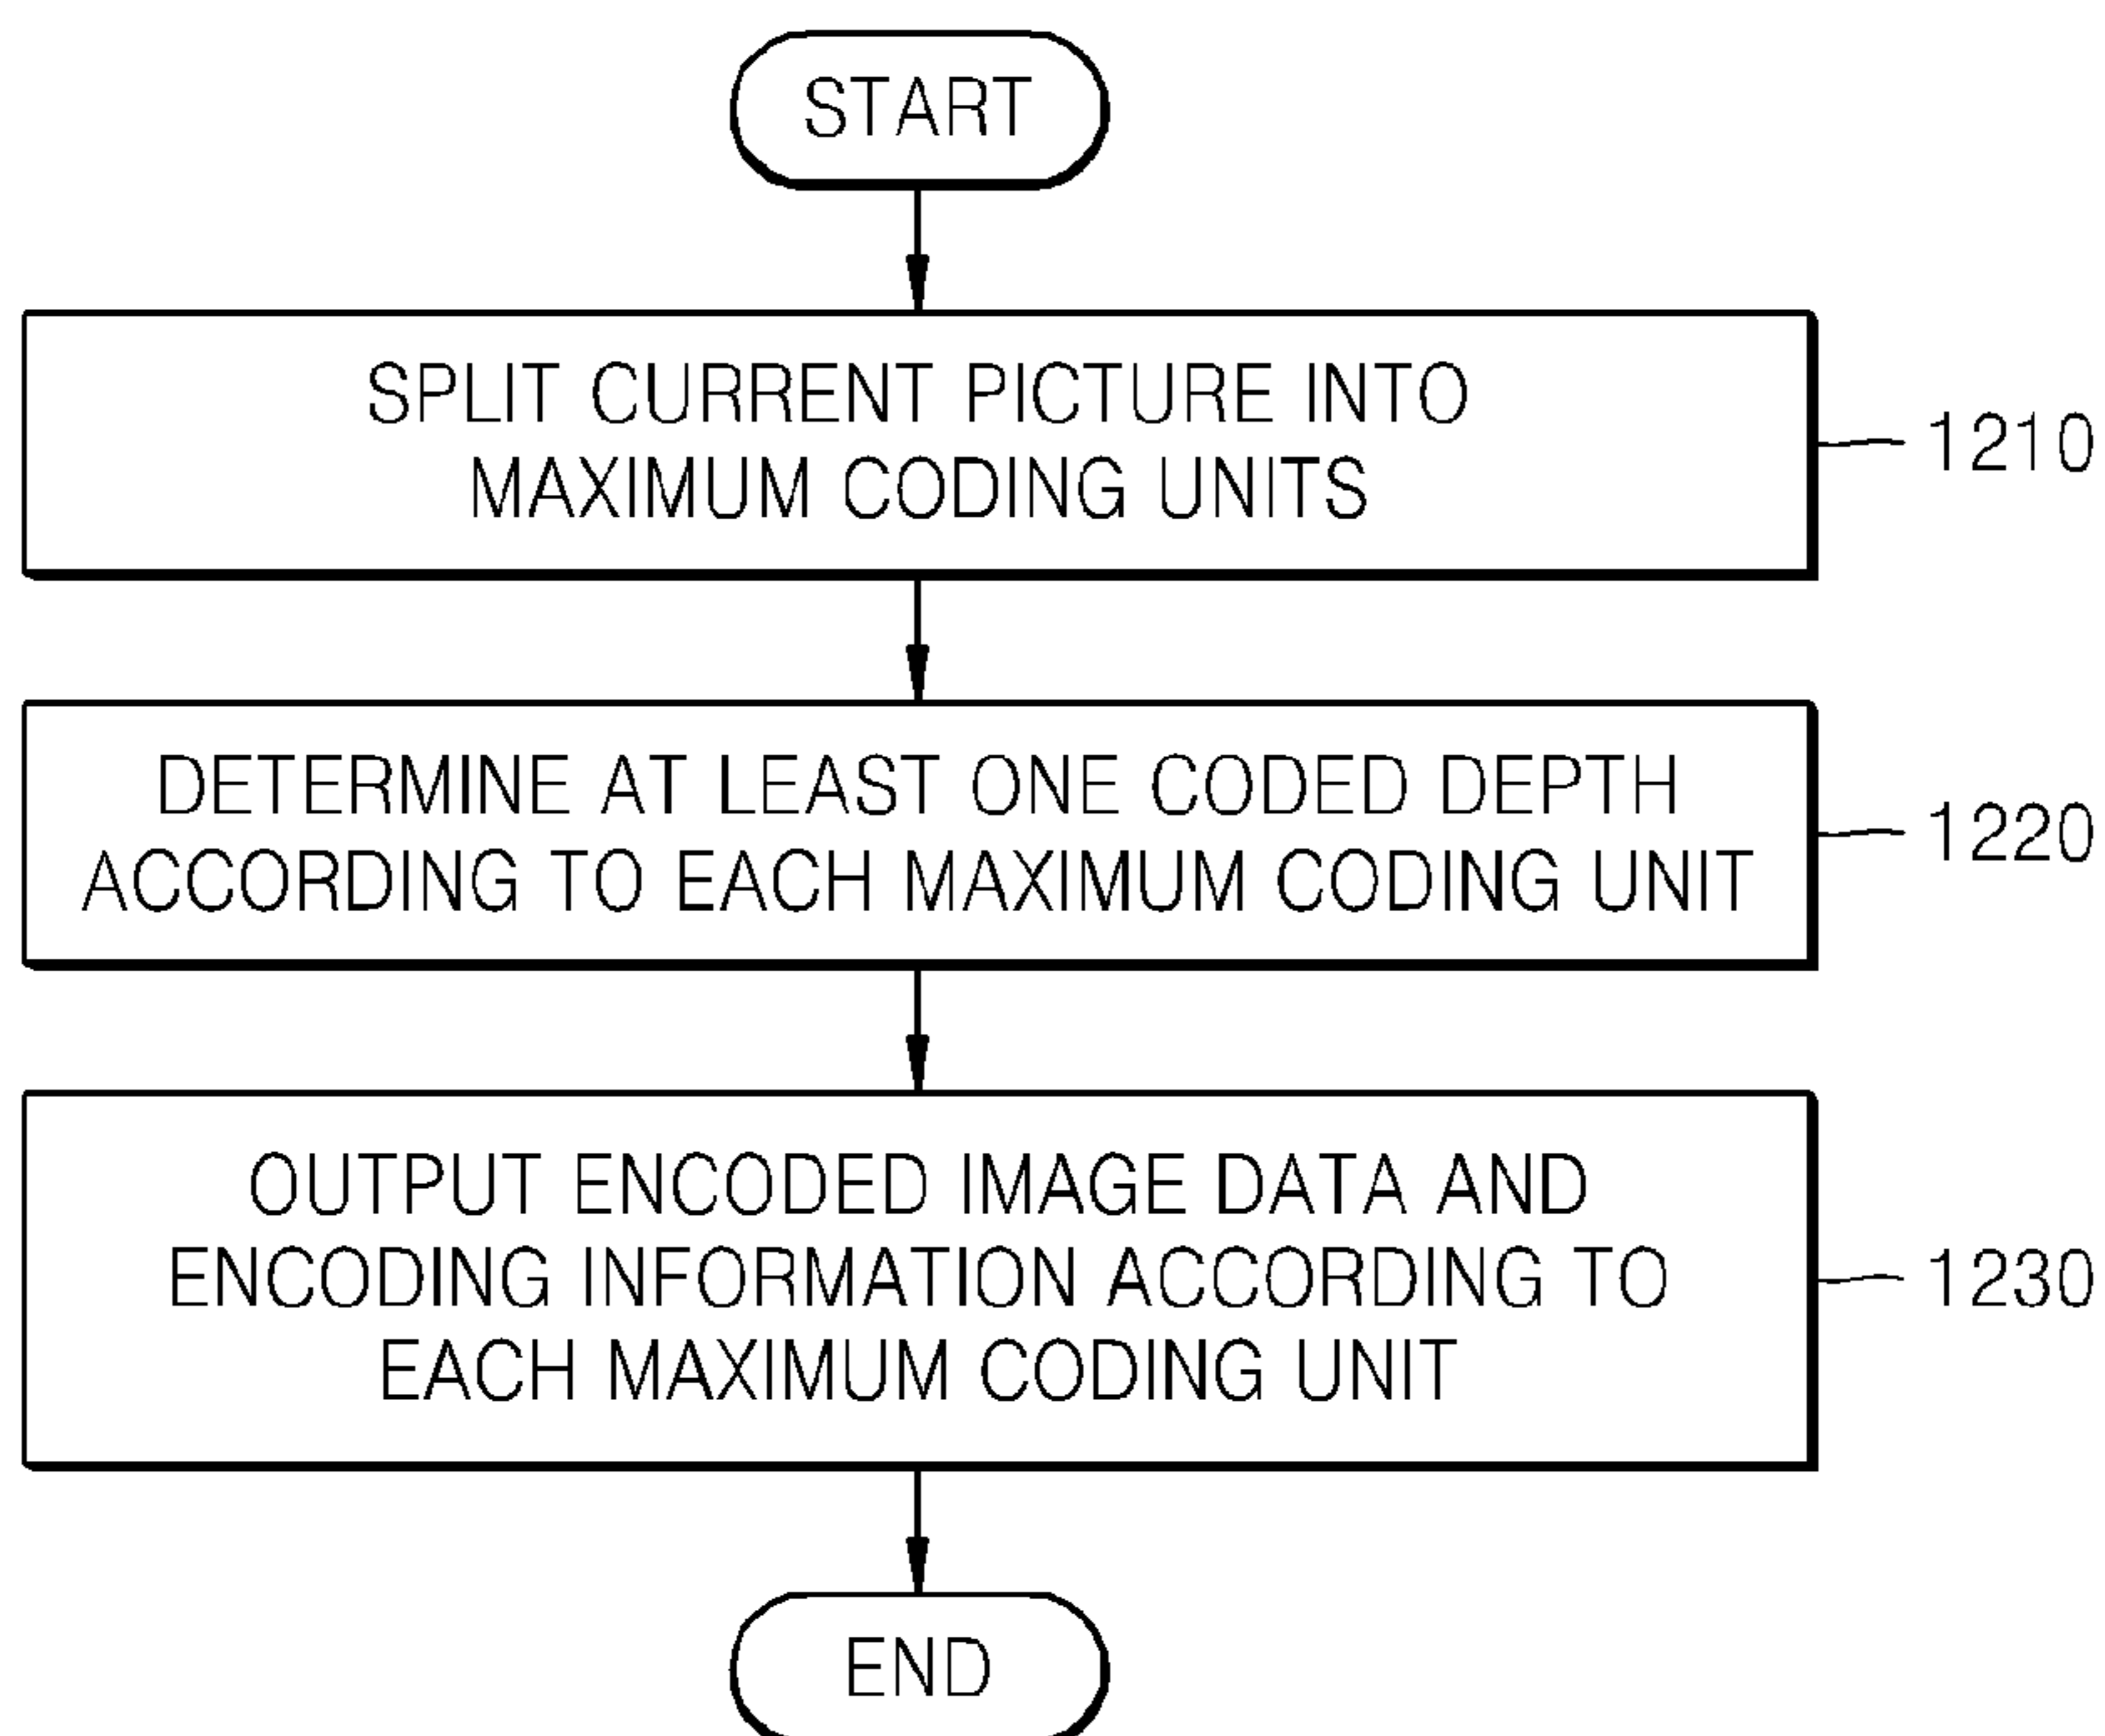 START
SPLIT CURRENT PICTURE INTO
MAXIMUM CODING UNITS
1210
DETERMINE AT LEAST ONE CODED DEPTH
ACCORDING TO EACH MAXIMUM CODING UNIT
1220
OUTPUT ENCODED IMAGE DATA AND
ENCODING INFORMATION ACCORDING TO
EACH MAXIMUM CODING UNIT
1230
END